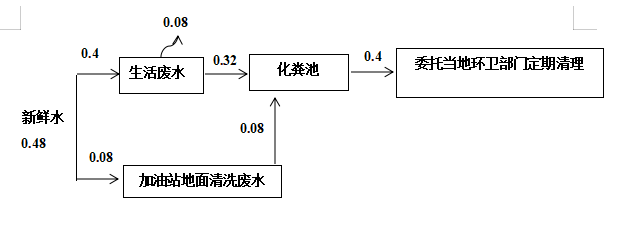 0.08
0.4
生活废水
0.32
化粪池
0.4
委托当地环卫部门定期清理
新鲜水
0.48
0.08
0.08
加油站地面清洗废水